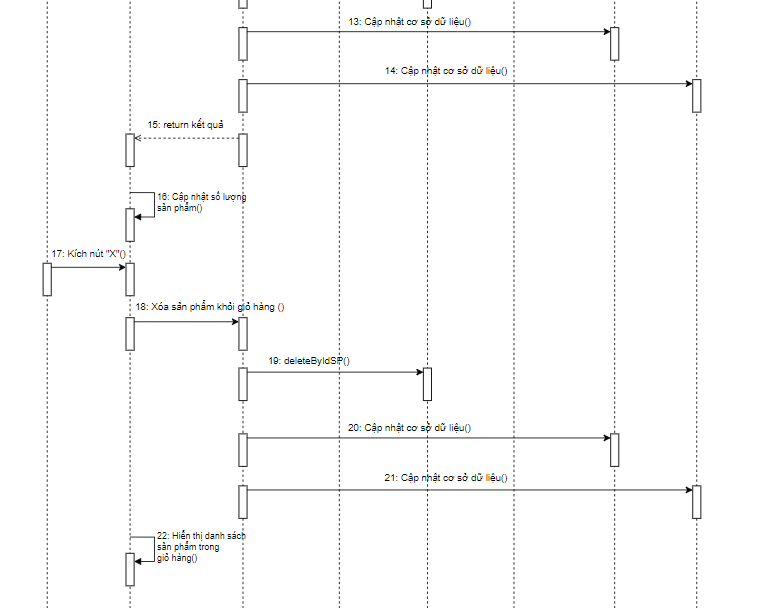 13: Cập nhật cơ sở dữ liệu()
14: Cập nhật cơ sở dữ liệu()
15: return kết quả
16: Cập nhật số lượng
sản phẩm()
17: Kích nút "X"()
18: Xóa sản phẩm khỏi giỏ hàng ()
19: deleteByIdSP()
20: Cập nhật cơ sở dữ liệu()
21: Cập nhật cơ sở dữ liệu()
22: Hiển thị danh sách
sản phẩm trong
giỏ hàng()